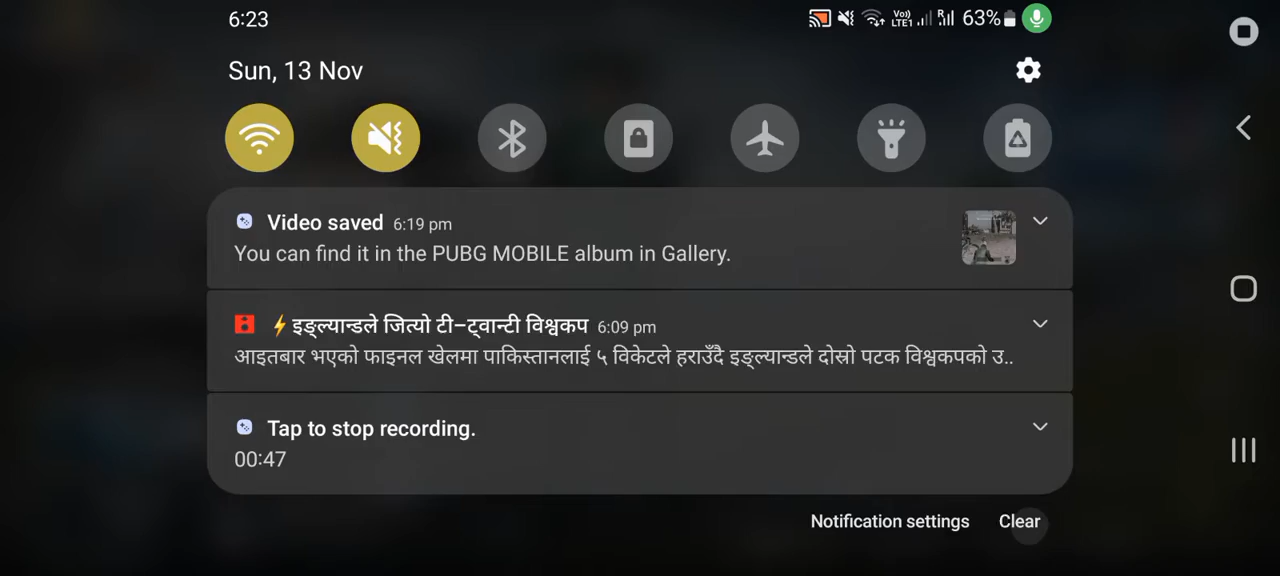 6:23
Vo)) LTE1 R 63%
Sun, 13 Nov
Video saved 6:19 pm
You can find it in the PUBG MOBILE album in Gallery.
⚡इङ्ल्यान्डले जित्यो टी-ट्वान्टी विश्वकप 6:09 pm
आइतबार भएको फाइनल खेलमा पाकिस्तानलाई ५ विकेटले हराउँदै इङ्ल्यान्डले दोस्रो पटक विश्वकपको उ..
Tap to stop recording.
00:47
Notification settings Clear